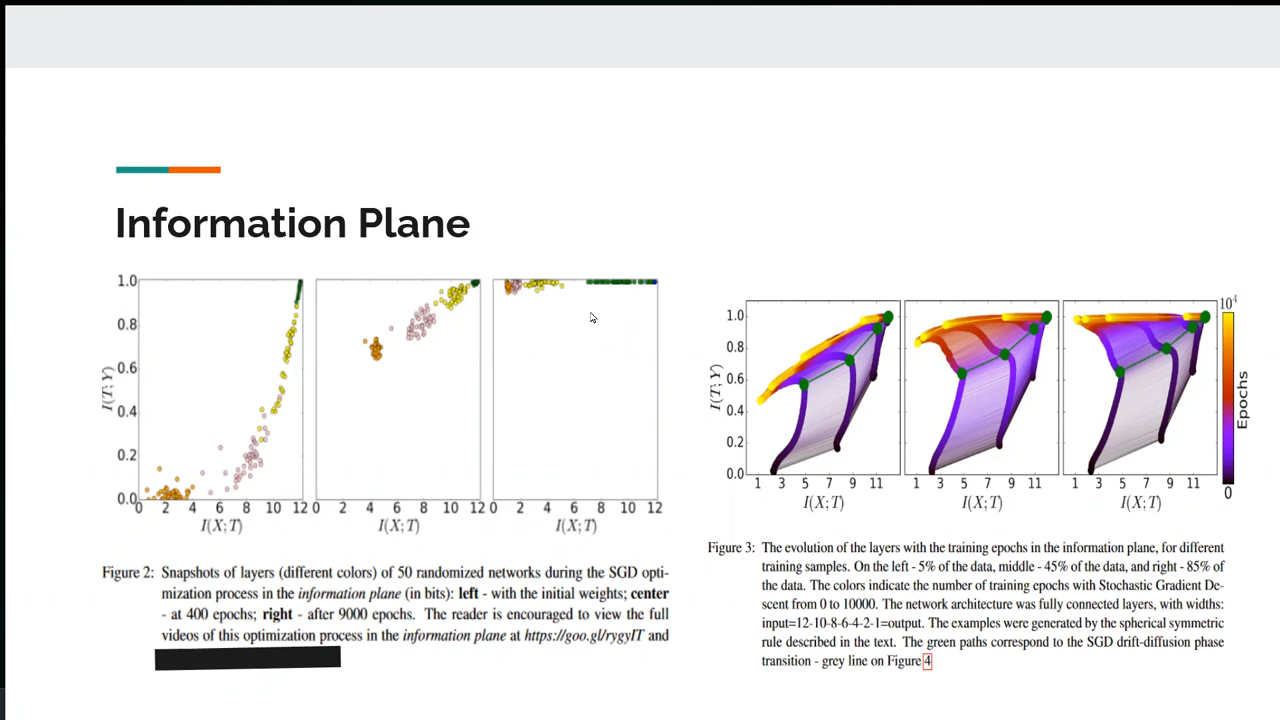 Information Plane
1.0
0.8
0.6
0.4
0.2
0.0
I(T;Y)
0 2 4 6 8 10 12
I(X;T)
0 2 4 6 8 10 12
I(X;T)
0 2 4 6 8 10 12
I(X;T)
Figure 2: Snapshots of layers (different colors) of 50 randomized networks during the SGD opti-
mization process in the information plane (in bits): left - with the initial weights; center
- at 400 epochs; right - after 9000 epochs. The reader is encouraged to view the full
videos of this optimization process in the information plane at https://goo.gl/rygyIT and
1.0
0.8
0.6
0.4
0.2
0.0
I(T;Y)
1 3 5 7 9 11
I(X;T)
1 3 5 7 9 11
I(X;T)
1 3 5 7 9 11
I(X;T)
10^4
Epochs
0
Figure 3: The evolution of the layers with the training epochs in the information plane, for different
training samples. On the left - 5% of the data, middle - 45% of the data, and right - 85% of
the data. The colors indicate the number of training epochs with Stochastic Gradient De-
scent from 0 to 10000. The network architecture was fully connected layers, with widths:
input=12-10-8-6-4-2-1=output. The examples were generated by the spherical symmetric
rule described in the text. The green paths correspond to the SGD drift-diffusion phase
transition - grey line on Figure 4